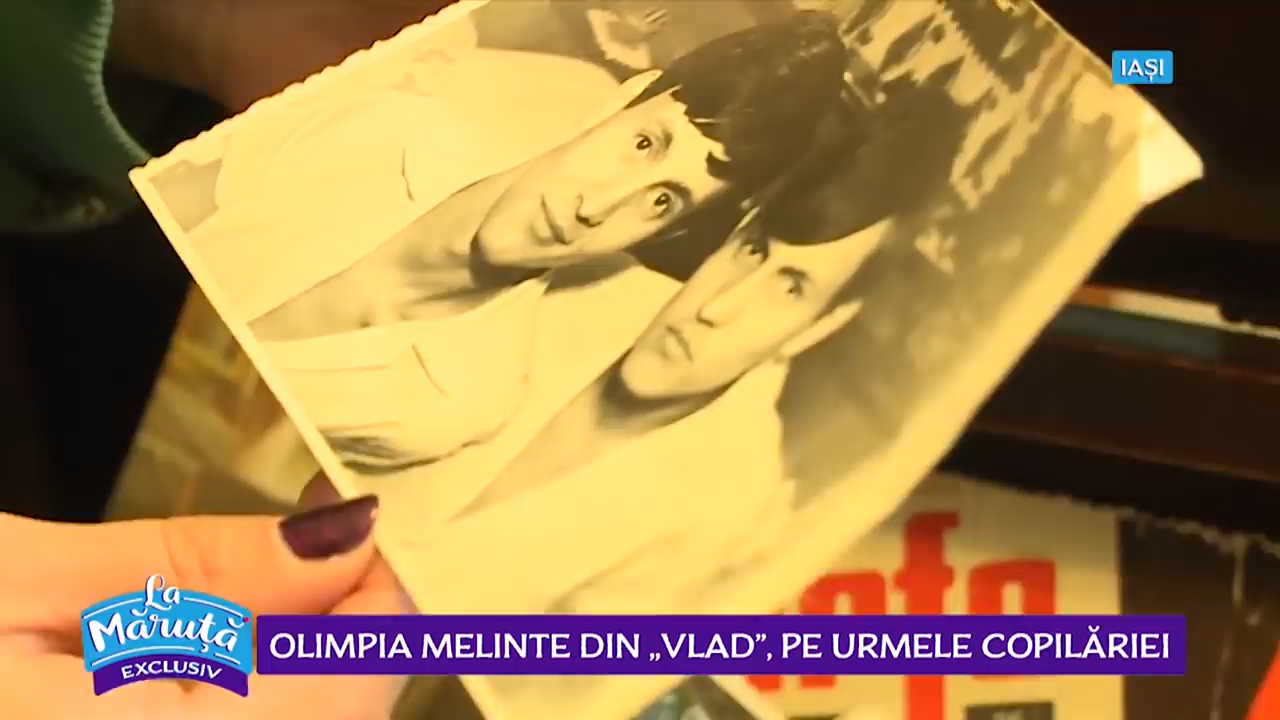 IAȘI
La
Măruță
EXCLUSIV
OLIMPIA MELINTE DIN „VLAD”, PE URMELE COPILĂRIEI